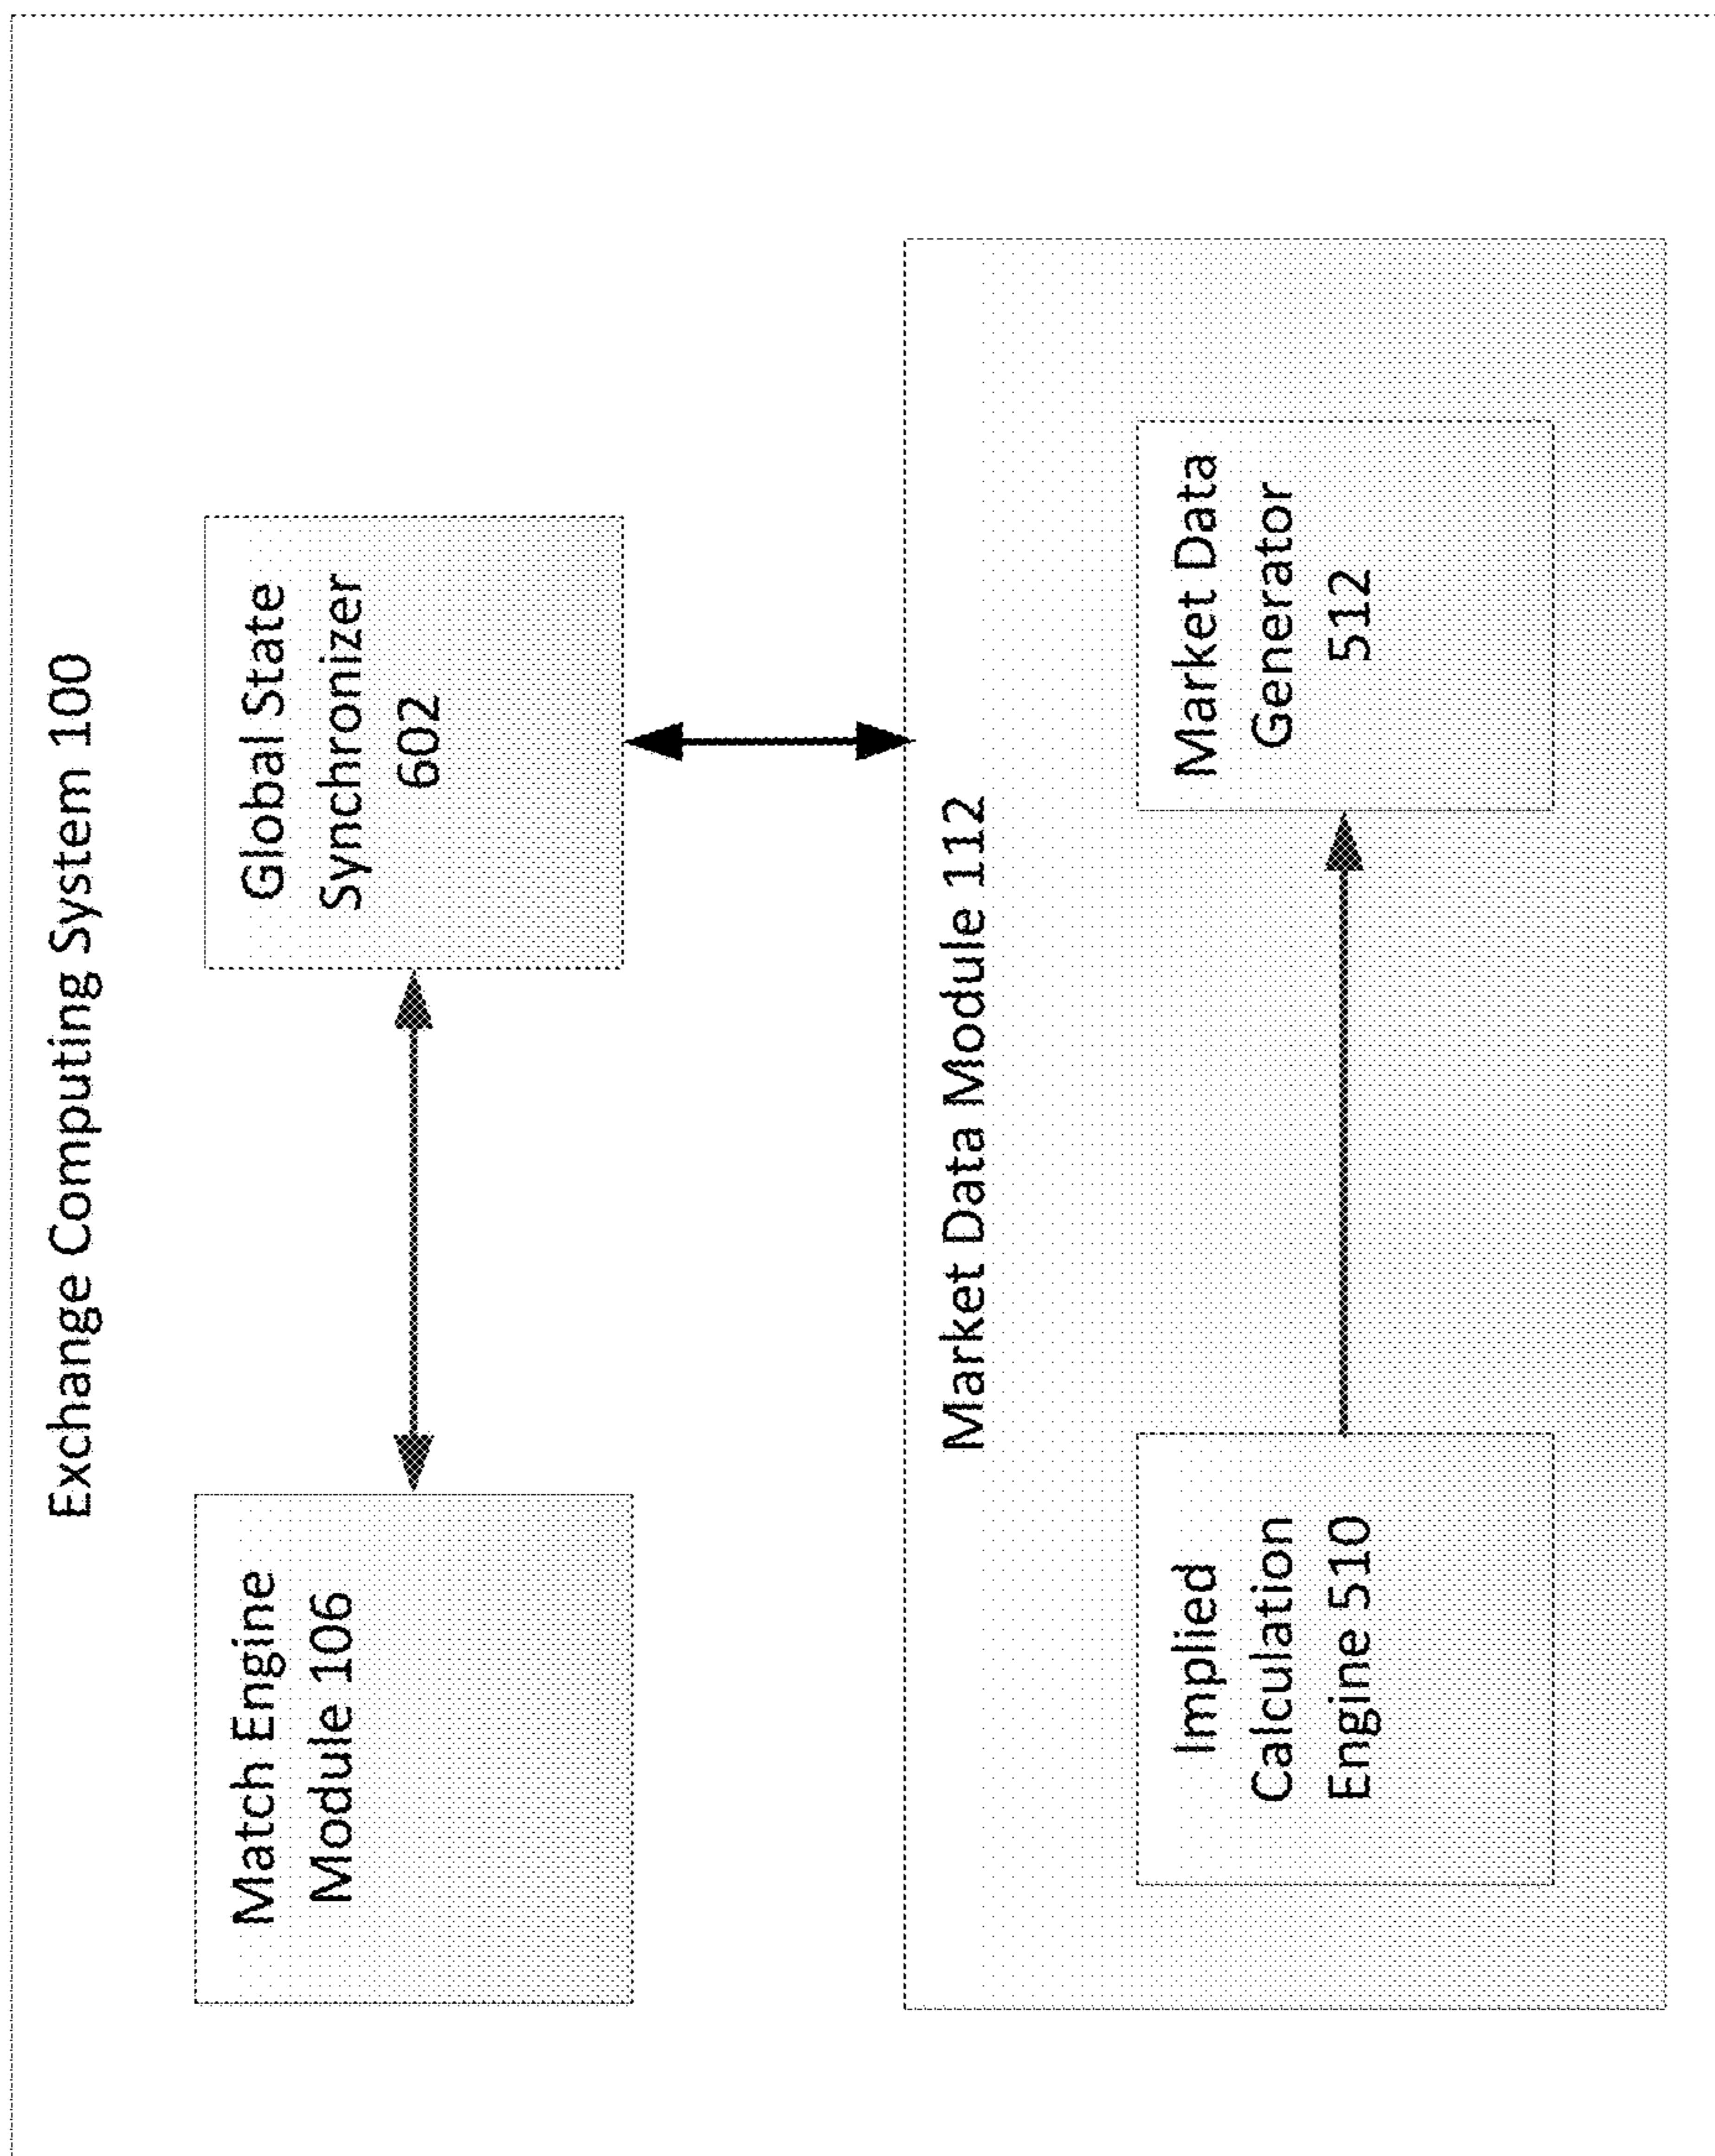 Exchange Computing System 100
Match Engine
Module 106
Global State
Synchronizer
602
Market Data Module 112
Implied
Calculation
Engine 510
Market Data
Generator
512